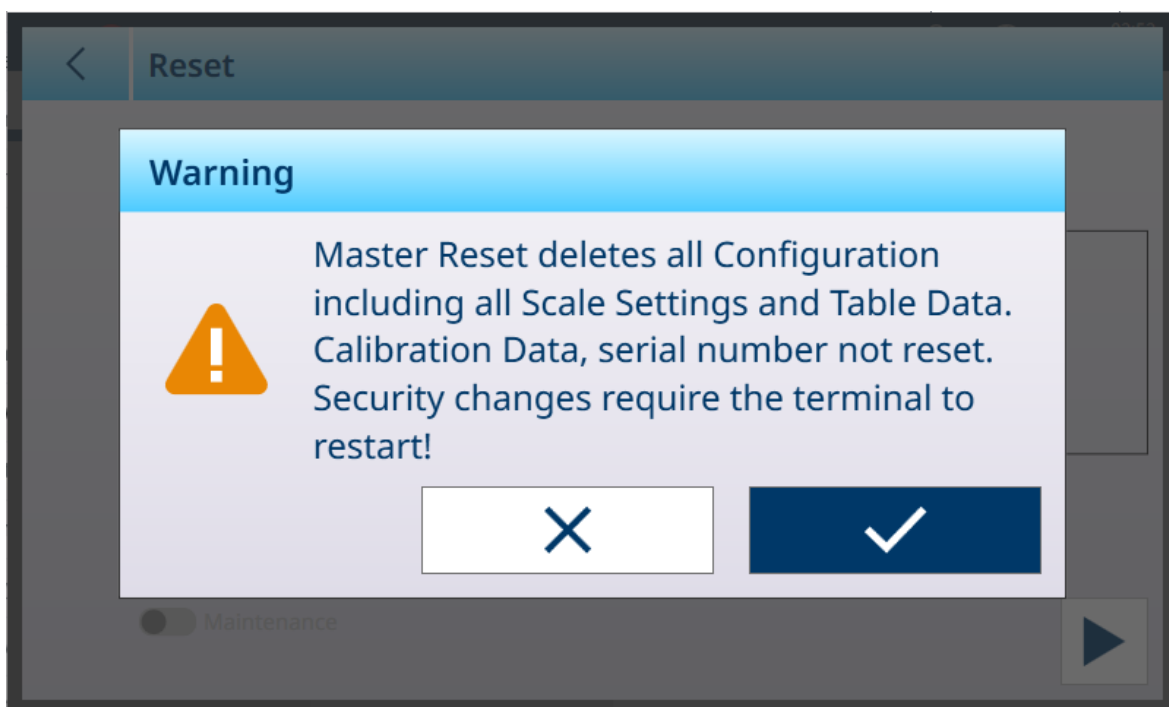 Reset
Warning
Master Reset deletes all Configuration
including all Scale Settings and Table Data.
Calibration Data, serial number not reset.
Security changes require the terminal to
restart!
Maintenance